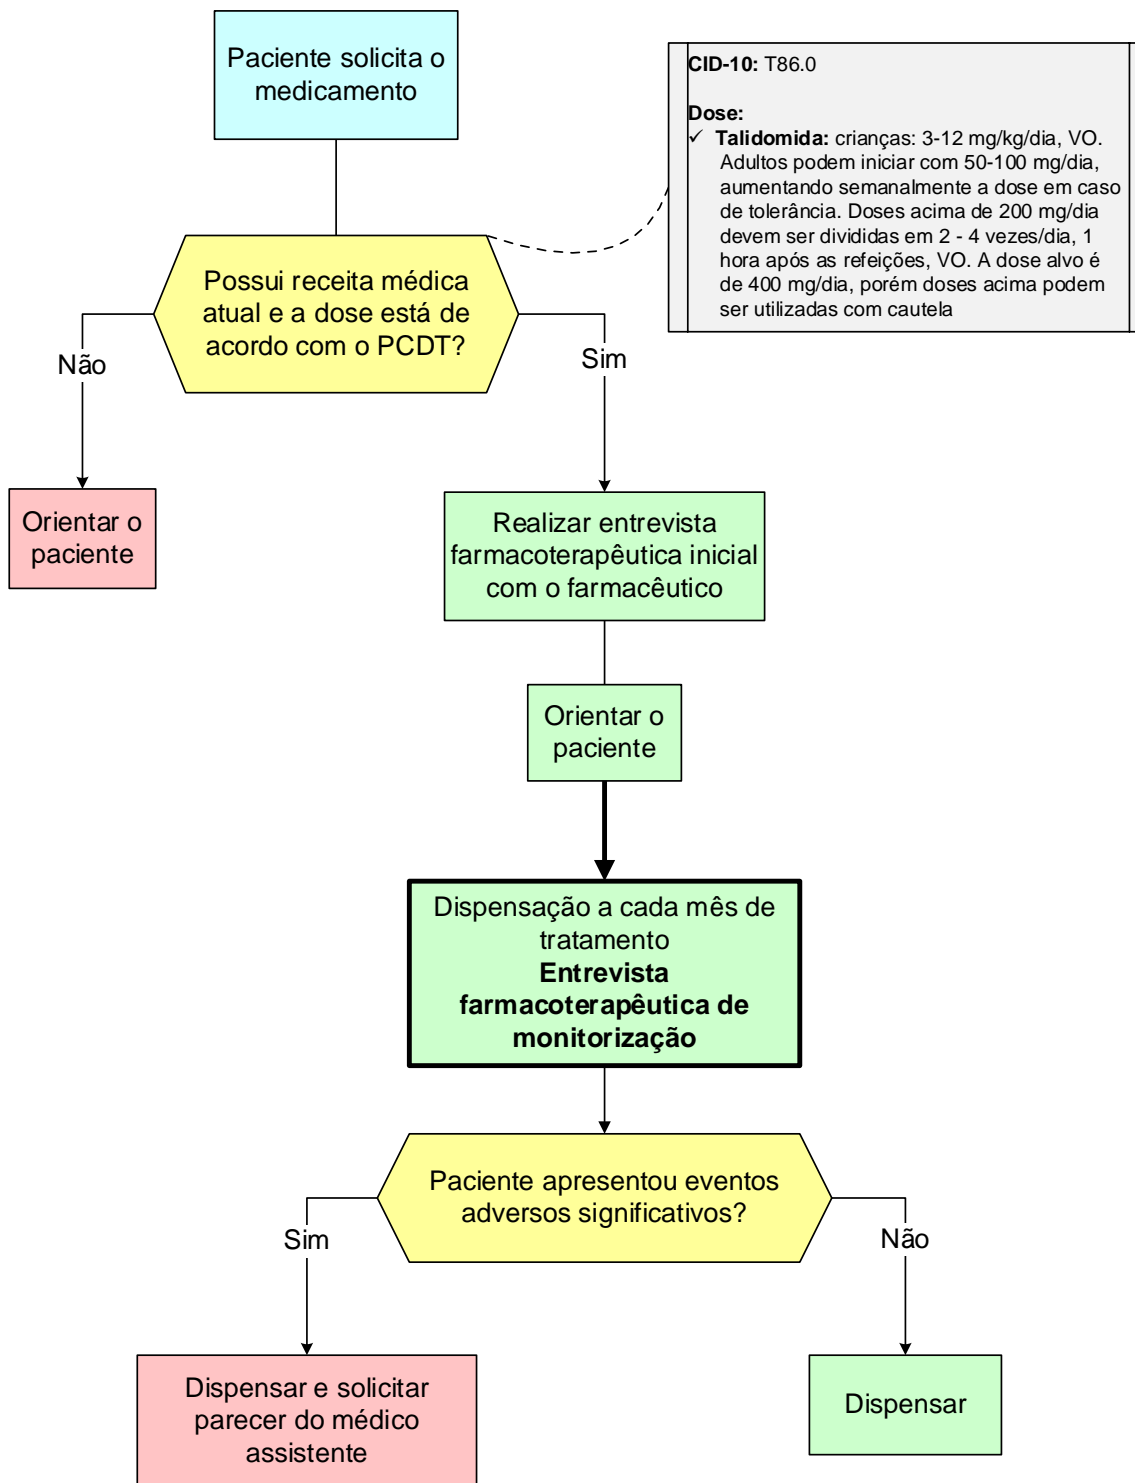 Paciente solicita o
medicamento
CID-10: T86.0
Dose:
✓ Talidomida: crianças: 3-12 mg/kg/dia, VO.
Adultos podem iniciar com 50-100 mg/dia,
aumentando semanalmente a dose em caso
de tolerância. Doses acima de 200 mg/dia
devem ser divididas em 2 - 4 vezes/dia, 1
hora após as refeições, VO. A dose alvo é
de 400 mg/dia, porém doses acima podem
ser utilizadas com cautela
Possui receita médica
atual e a dose está de
acordo com o PCDT?
Não
Sim
Orientar o
paciente
Realizar entrevista
farmacoterapêutica inicial
com o farmacêutico
Orientar o
paciente
Dispensação a cada mês de
tratamento
Entrevista
farmacoterapêutica de
monitorização
Paciente apresentou eventos
adversos significativos?
Sim
Não
Dispensar e solicitar
parecer do médico
assistente
Dispensar